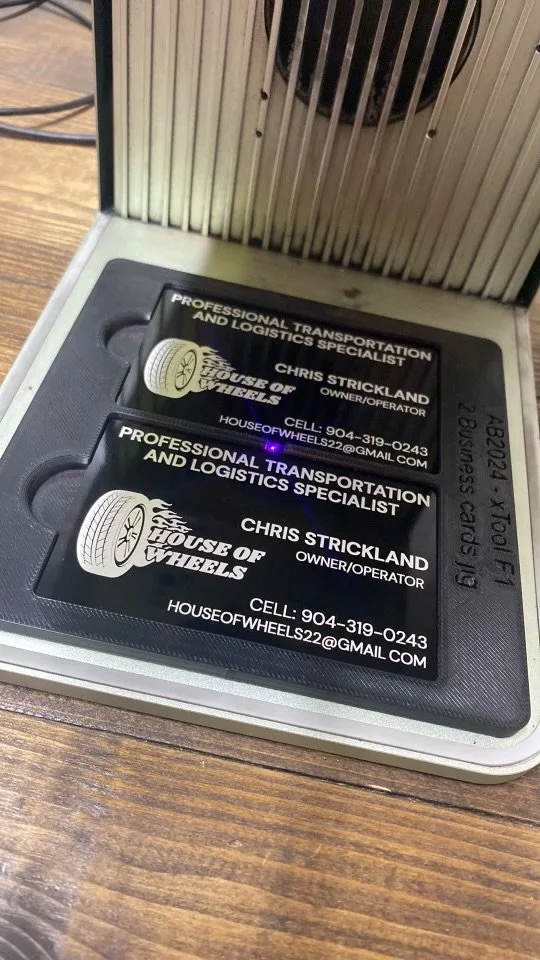 PROFESSIONAL TRANSPORTATION
AND LOGISTICS SPECIALIST
HOUSE OF
WHEELS
CHRIS STRICKLAND
OWNER/OPERATOR
CELL: 904-319-0243
HOUSEOFWHEELS22@GMAIL.COM
PROFESSIONAL TRANSPORTATION
AND LOGISTICS SPECIALIST
HOUSE OF
WHEELS
CHRIS STRICKLAND
OWNER/OPERATOR
CELL: 904-319-0243
HOUSEOFWHEELS22@GMAIL.COM
AB2024 - xTool F1
2 Business cards jig